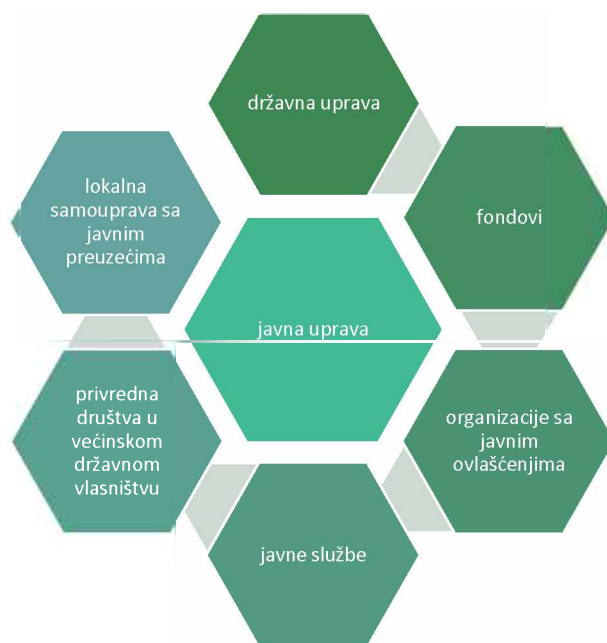 državna uprava
lokalna
samouprava sa
javnim
preuzećima
fondovi
javna uprava
privredna
društva u
većinskom
državnom
vlasništvu
organizacije sa
javnim
ovlašćenjima
javne službe